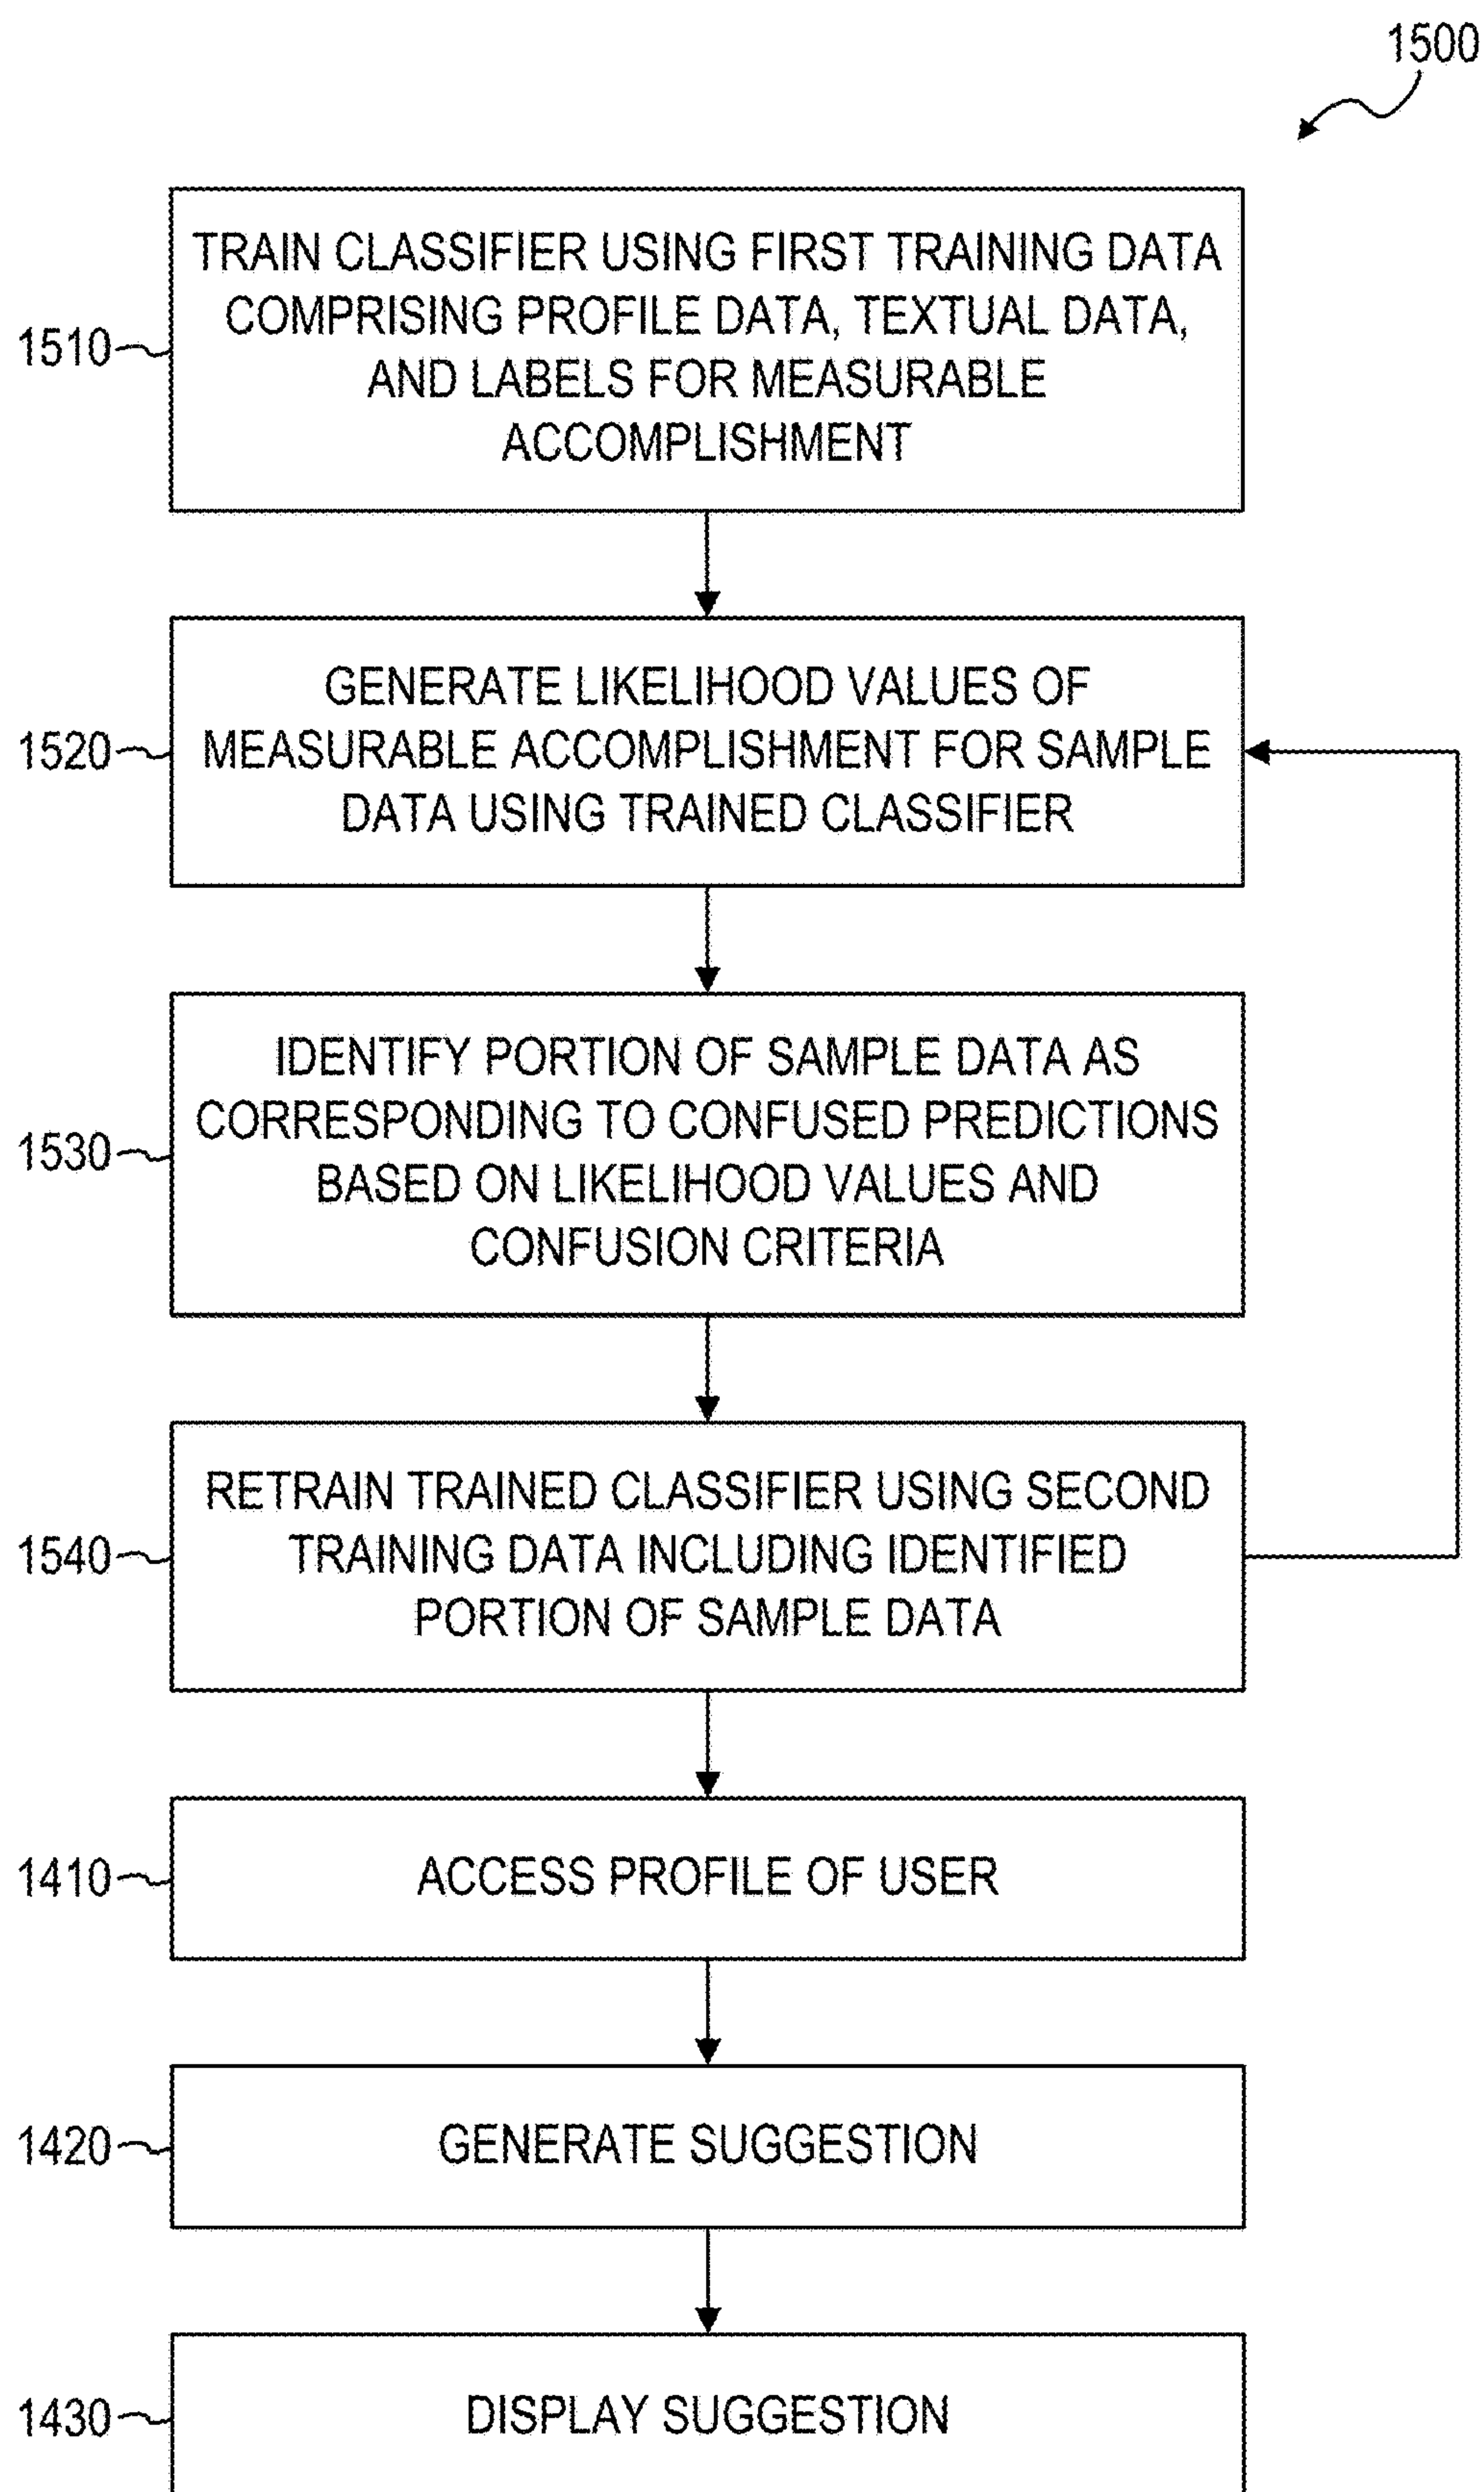 1500
TRAIN CLASSIFIER USING FIRST TRAINING DATA
COMPRISING PROFILE DATA, TEXTUAL DATA,
AND LABELS FOR MEASURABLE
ACCOMPLISHMENT
1510
GENERATE LIKELIHOOD VALUES OF
MEASURABLE ACCOMPLISHMENT FOR SAMPLE
DATA USING TRAINED CLASSIFIER
1520
IDENTIFY PORTION OF SAMPLE DATA AS
CORRESPONDING TO CONFUSED PREDICTIONS
BASED ON LIKELIHOOD VALUES AND
CONFUSION CRITERIA
1530
RETRAIN TRAINED CLASSIFIER USING SECOND
TRAINING DATA INCLUDING IDENTIFIED
PORTION OF SAMPLE DATA
1540
ACCESS PROFILE OF USER
1410
GENERATE SUGGESTION
1420
DISPLAY SUGGESTION
1430